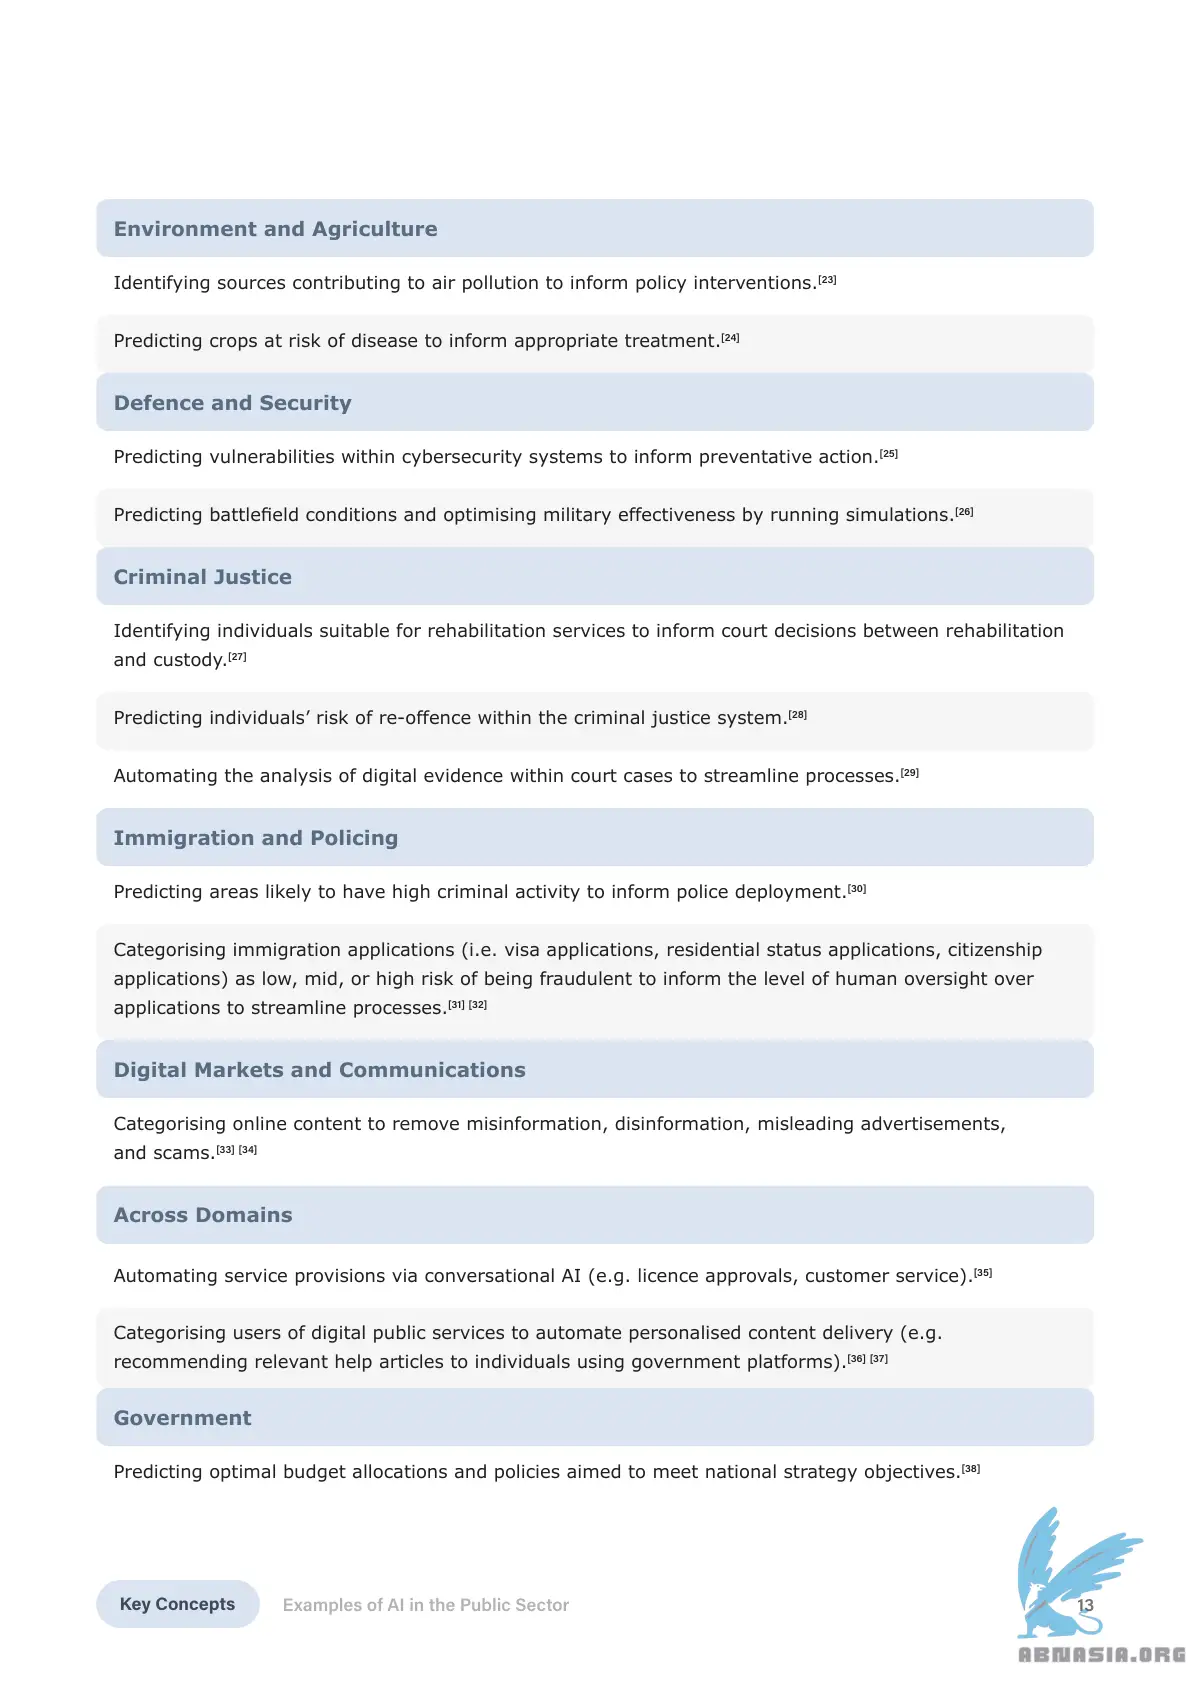 Environment and Agriculture
Identifying sources contributing to air pollution to inform policy interventions.[23]
Predicting crops at risk of disease to inform appropriate treatment.[24]
Defence and Security
Predicting vulnerabilities within cybersecurity systems to inform preventative action.[25]
Predicting battlefield conditions and optimising military effectiveness by running simulations.[26]
Criminal Justice
Identifying individuals suitable for rehabilitation services to inform court decisions between rehabilitation
and custody.[27]
Predicting individuals’ risk of re-offence within the criminal justice system.[28]
Automating the analysis of digital evidence within court cases to streamline processes.[29]
Immigration and Policing
Predicting areas likely to have high criminal activity to inform police deployment.[30]
Categorising immigration applications (i.e. visa applications, residential status applications, citizenship
applications) as low, mid, or high risk of being fraudulent to inform the level of human oversight over
applications to streamline processes.[31] [32]
Digital Markets and Communications
Categorising online content to remove misinformation, disinformation, misleading advertisements,
and scams.[33] [34]
Across Domains
Automating service provisions via conversational AI (e.g. licence approvals, customer service).[35]
Categorising users of digital public services to automate personalised content delivery (e.g.
recommending relevant help articles to individuals using government platforms).[36] [37]
Government
Predicting optimal budget allocations and policies aimed to meet national strategy objectives.[38]
Key Concepts Examples of AI in the Public Sector 13
ABNASIA.ORG